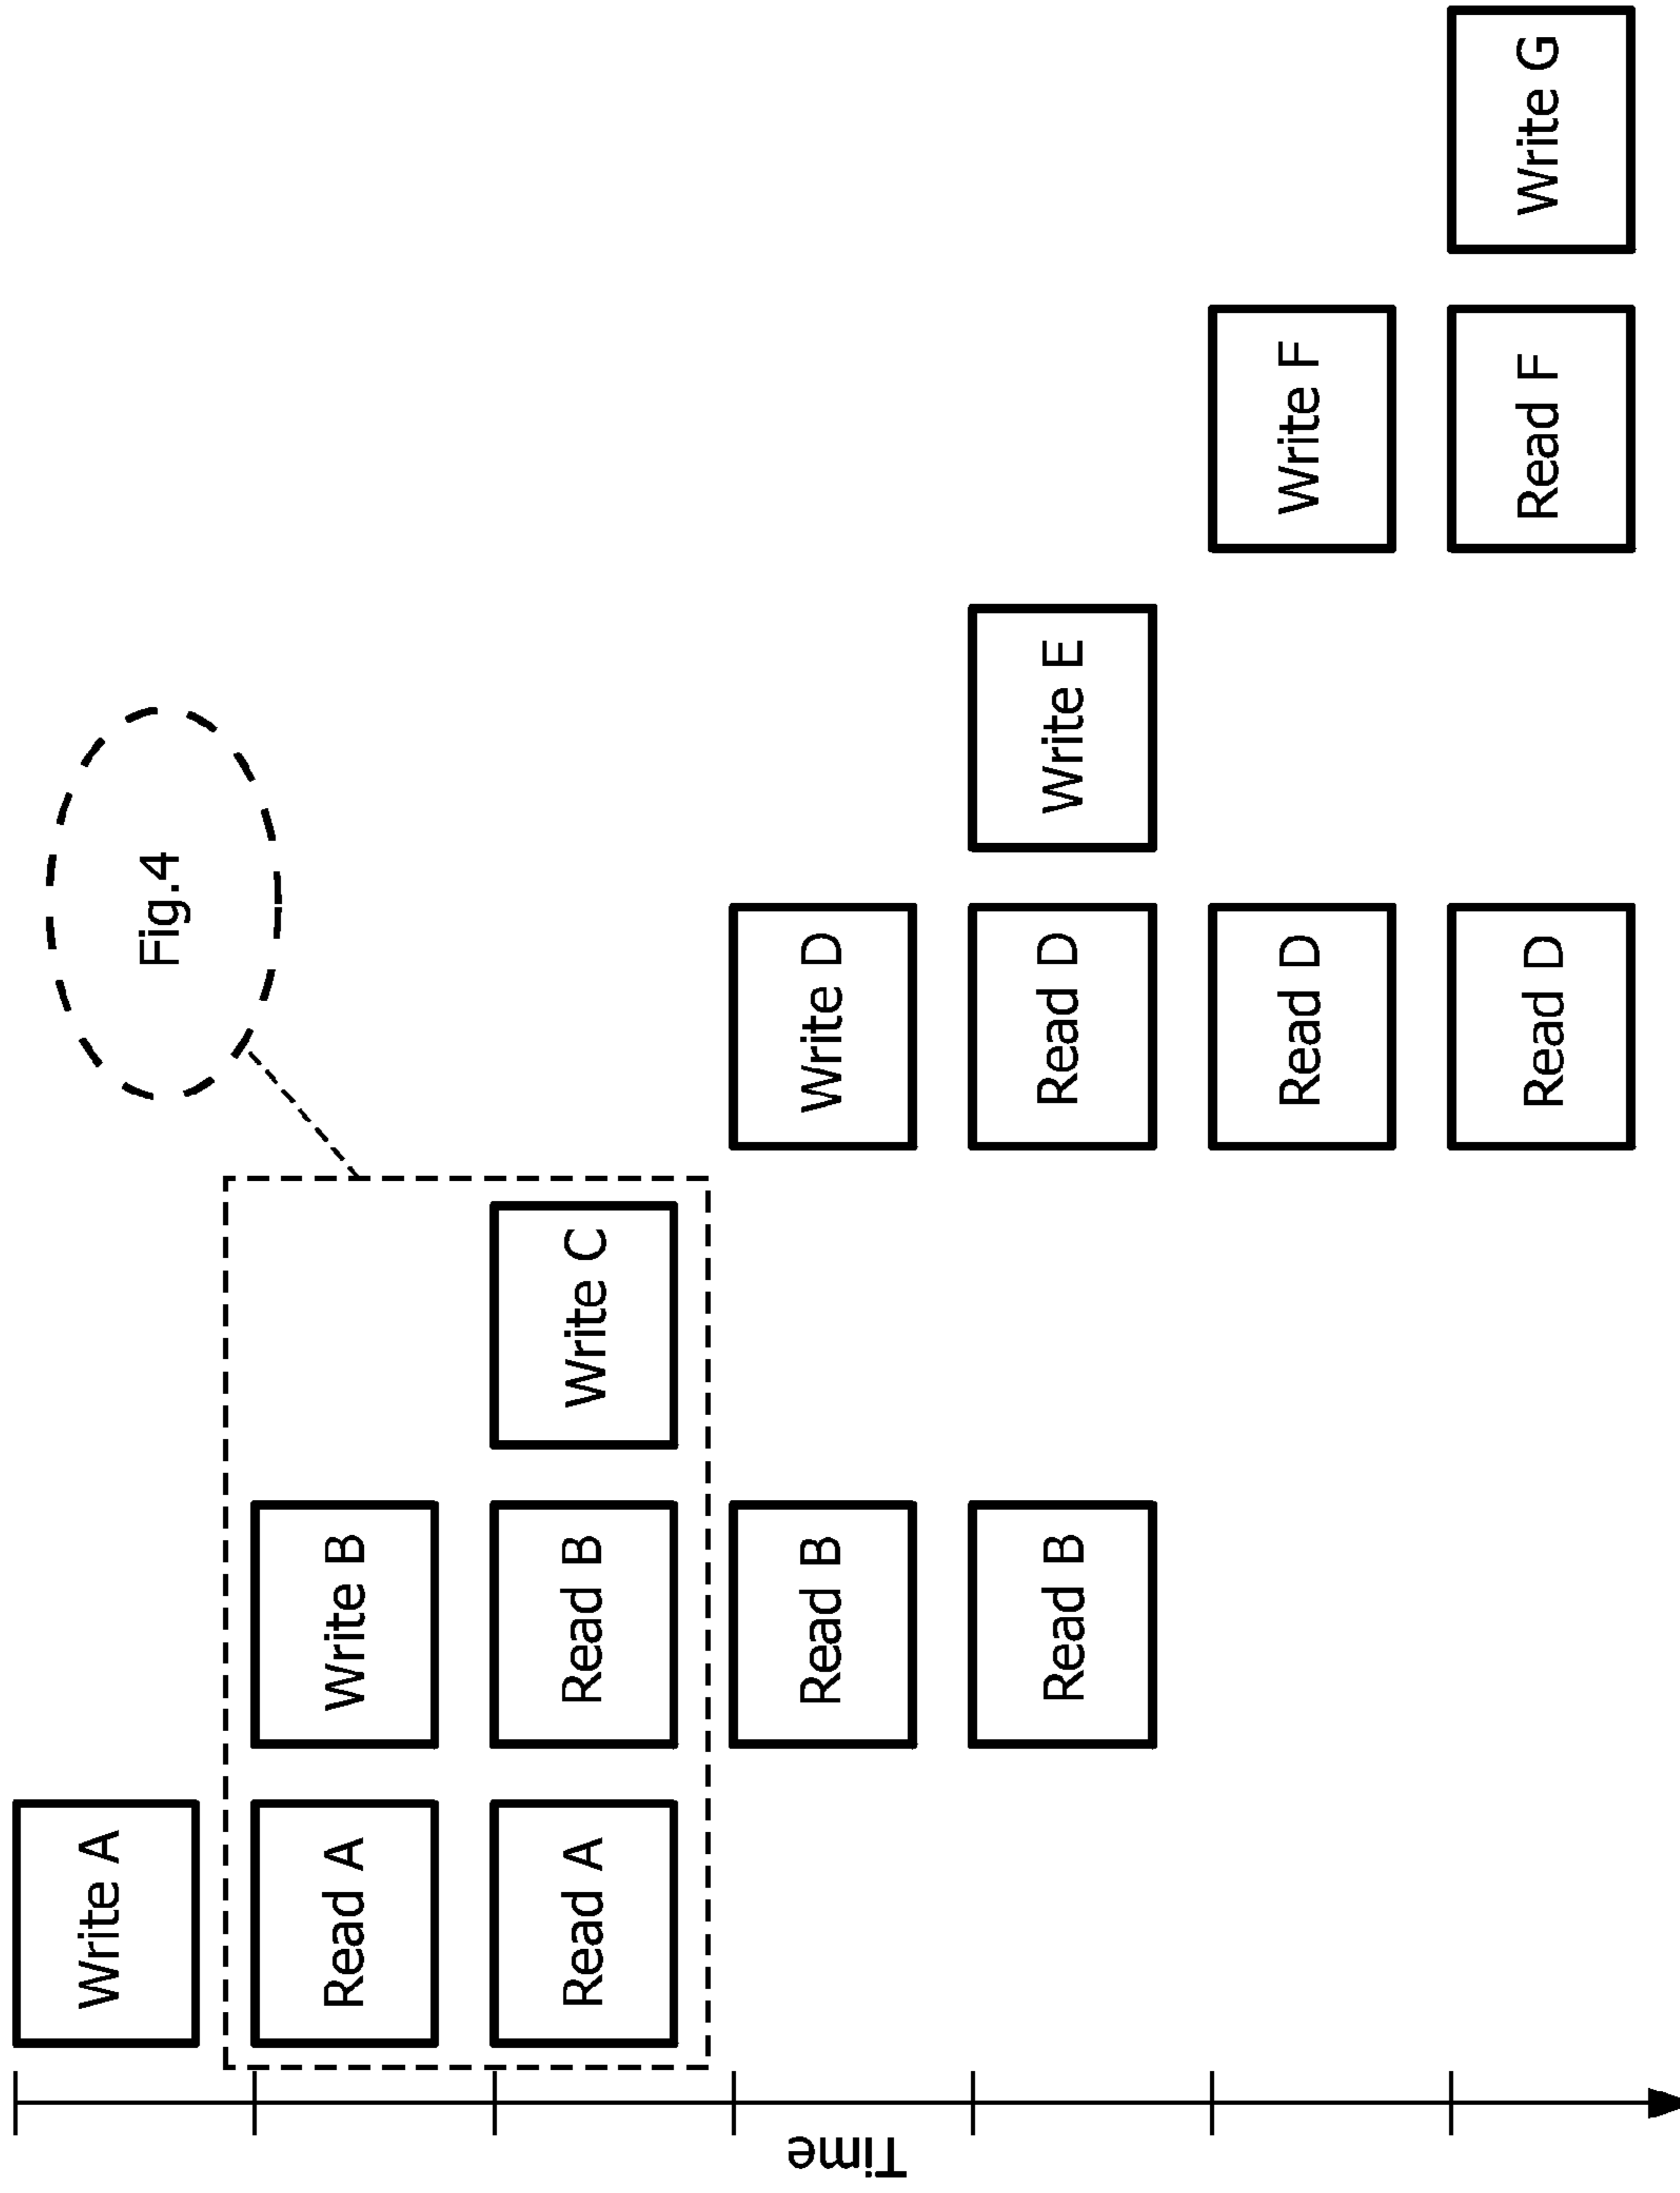 Time
Write A
Fig.4
Read A
Write B
Read A
Read B
Write C
Read B
Write D
Read B
Read D
Write E
Read D
Write F
Read D
Read F
Write G